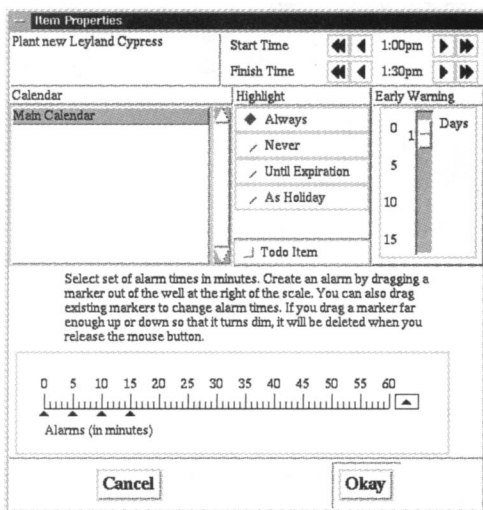 Item Properties
Plant new Leyland Cypress
Start Time 1:00pm
Finish Time 1:30pm
Calendar
Highlight
Early Warning
Main Calendar
Always
Never
Until Expiration
As Holiday
Todo Item
0 1 Days
5
10
15
Select set of alarm times in minutes. Create an alarm by dragging a
marker out of the well at the right of the scale. You can also drag
existing markers to change alarm times. If you drag a marker far
enough up or down so that it turns dim, it will be deleted when you
release the mouse button.
0 5 10 15 20 25 30 35 40 45 50 55 60
Alarms (in minutes)
Cancel Okay